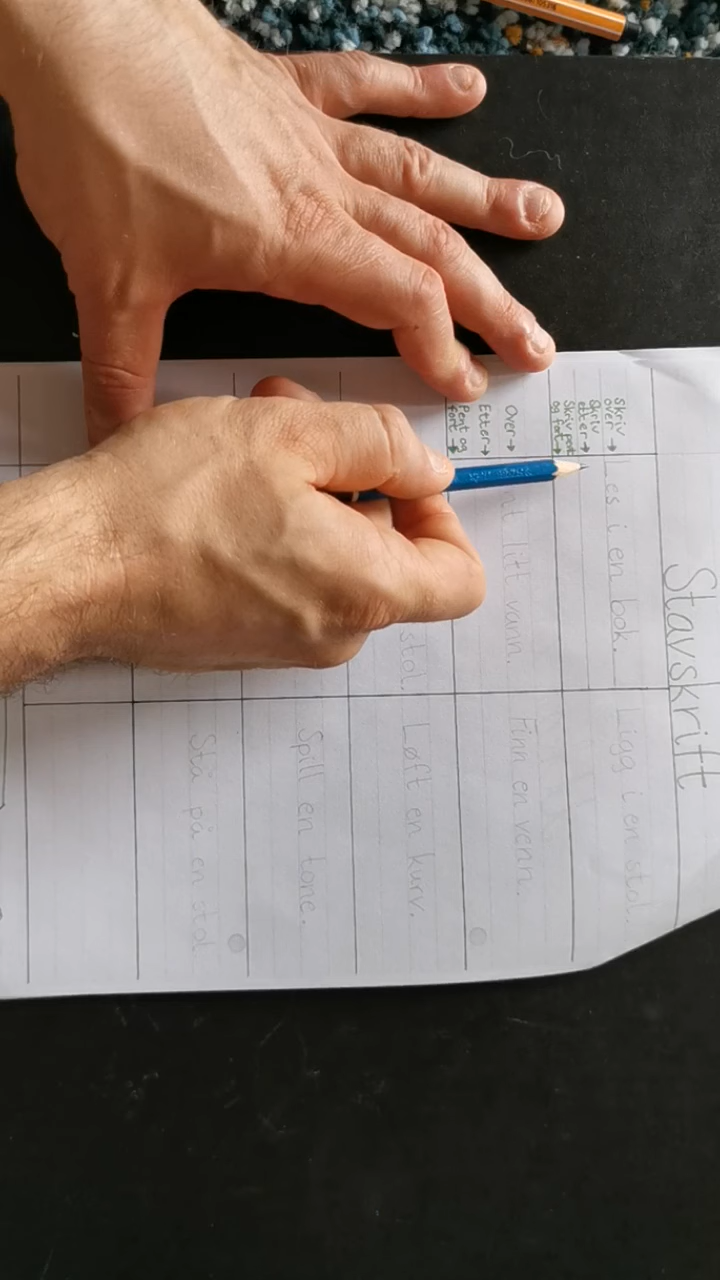 Stavskrift
Skriv over →
Skriv etter →
Skriv pent og fort →
Les i en bok.
Ligg i en stol.
Over →
Etter →
Pent og fort →
litt vann.
Finn en venn.
stol.
Løft en kurv.
Spill en tone.
Stå på en stol